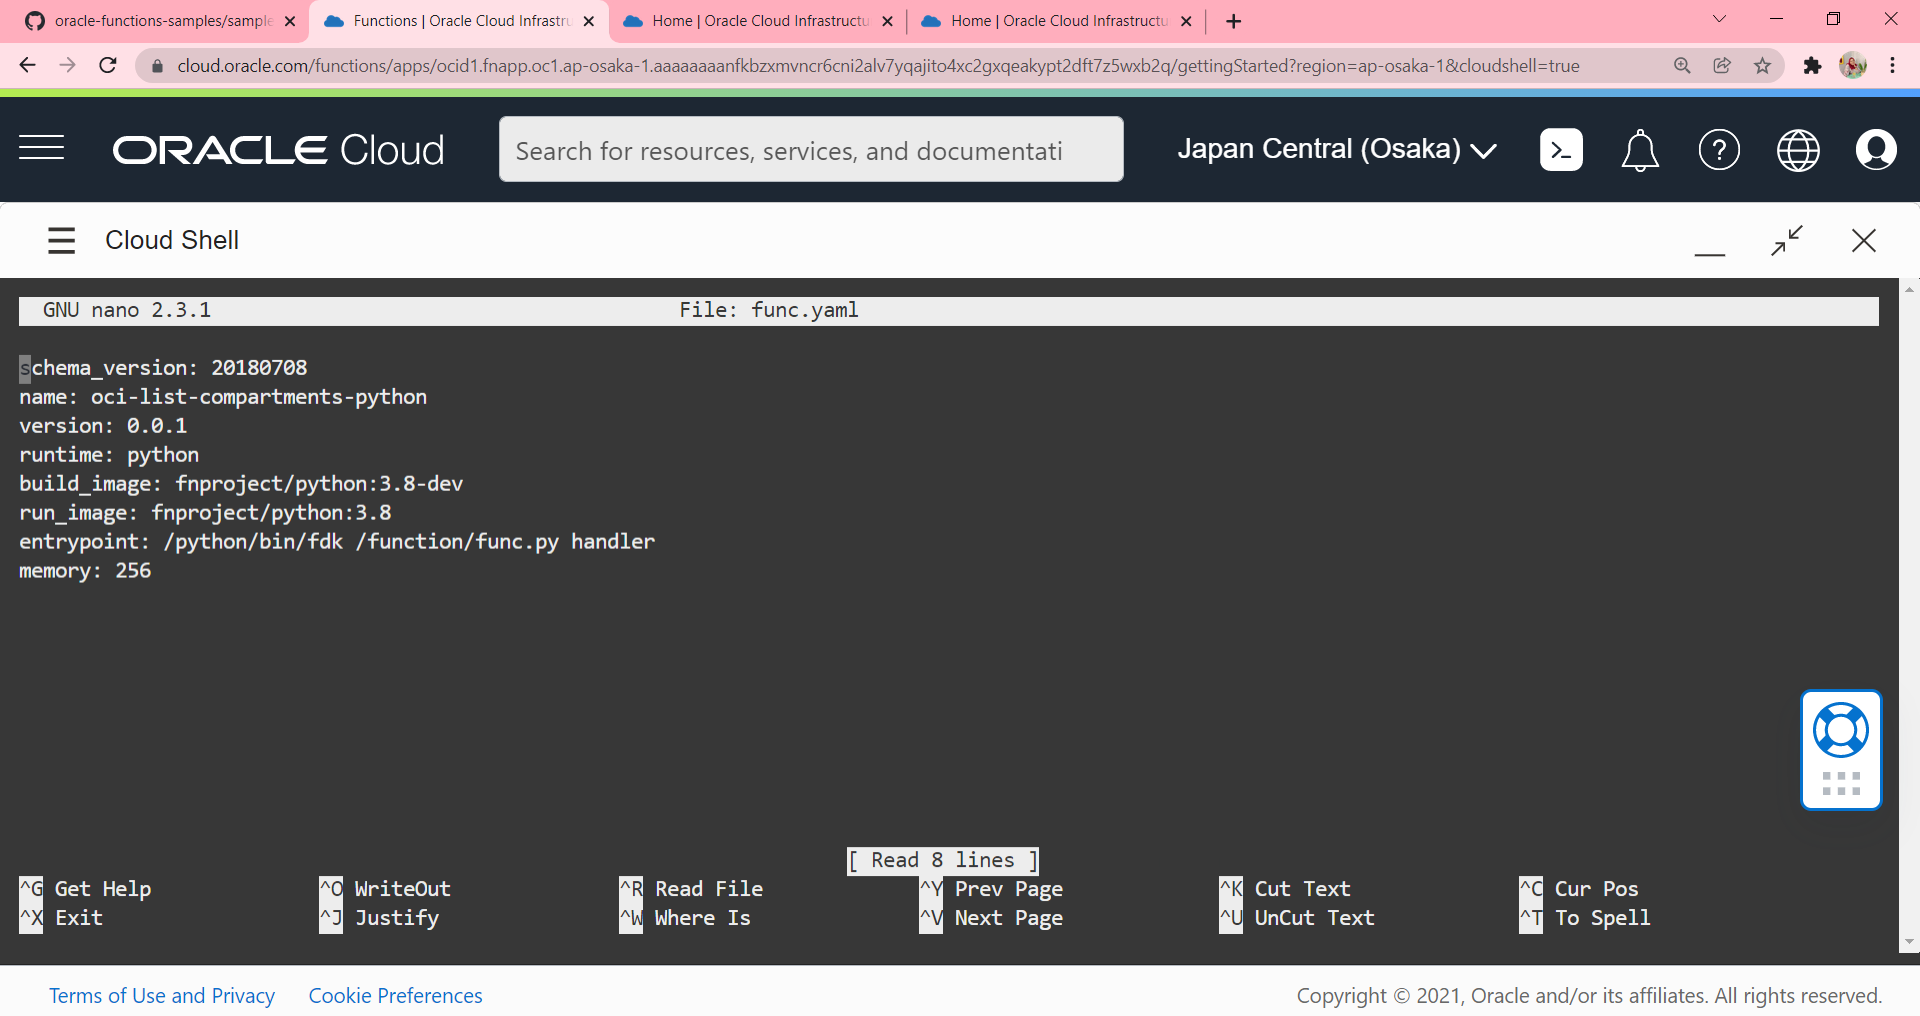 oracle-functions-samples/sample
Functions | Oracle Cloud Infrastru
Home | Oracle Cloud Infrastructu
Home | Oracle Cloud Infrastructu
cloud.oracle.com/functions/apps/ocid1.fnapp.oc1.ap-osaka-1.aaaaaaaanfkbzxmvncr6cni2alv7yqajito4xc2gxqeakypt2dft7z5wxb2q/gettingStarted?region=ap-osaka-1&cloudshell=true
ORACLE Cloud
Search for resources, services, and documentati
Japan Central (Osaka)
Cloud Shell
GNU nano 2.3.1 File: func.yaml
schema_version: 20180708
name: oci-list-compartments-python
version: 0.0.1
runtime: python
build_image: fnproject/python:3.8-dev
run_image: fnproject/python:3.8
entrypoint: /python/bin/fdk /function/func.py handler
memory: 256
[ Read 8 lines ]
^G Get Help ^O WriteOut ^R Read File ^Y Prev Page ^K Cut Text ^C Cur Pos
^X Exit ^J Justify ^W Where Is ^V Next Page ^U UnCut Text ^T To Spell
Terms of Use and Privacy Cookie Preferences Copyright © 2021, Oracle and/or its affiliates. All rights reserved.